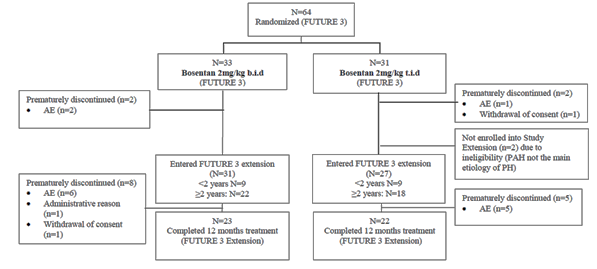 N=64
Randomized (FUTURE 3)
N=33
Bosentan 2mg/kg b.i.d
(FUTURE 3)
N=31
Bosentan 2mg/kg t.i.d
(FUTURE 3)
Prematurely discontinued (n=2)
• AE (n=2)
Prematurely discontinued (n=2)
• AE (n=1)
• Withdrawal of consent (n=1)
Not enrolled into Study
Extension (n=2) due to
ineligibility (PAH not the main
etiology of PH)
Entered FUTURE 3 extension
(N=31)
<2 years N=9
≥2 years: N=22
Entered FUTURE 3 extension
(N=27)
<2 years N=9
≥2 years: N=18
Prematurely discontinued (n=8)
• AE (n=6)
• Administrative reason
(n=1)
• Withdrawal of consent
(n=1)
Prematurely discontinued (n=5)
• AE (n=5)
N=23
Completed 12 months treatment
(FUTURE 3 Extension)
N=22
Completed 12 months treatment
(FUTURE 3 Extension)